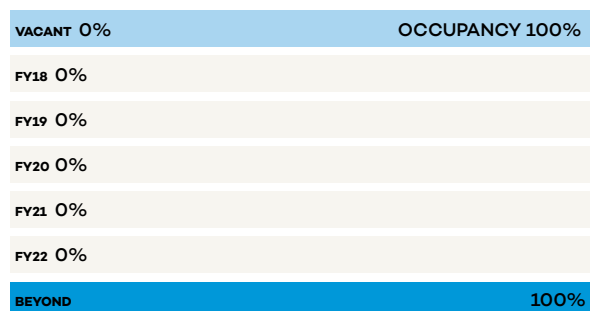 VACANT 0% OCCUPANCY 100%
FY18 0%
FY19 0%
FY20 0%
FY21 0%
FY22 0%
BEYOND 100%